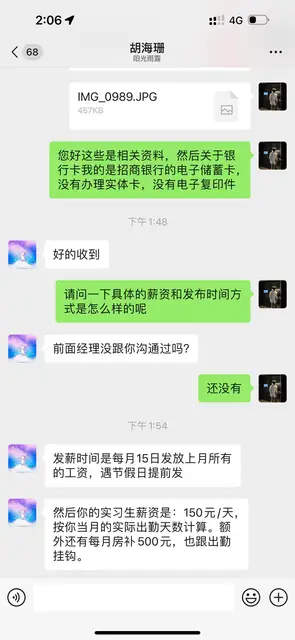 2:06
4G
68
胡海珊
阳光雨露
IMG_0989.JPG
457KB
您好这些是相关资料，然后关于银
行卡我的是招商银行的电子储蓄卡，
没有办理实体卡，没有电子复印件
下午1:48
好的收到
请问一下具体的薪资和发布时间方
式是怎么样的呢
前面经理没跟你沟通过吗?
还没有
下午1:54
发薪时间是每月15日发放上月所有
的工资，遇节假日提前发
然后你的实习生薪资是：150元/天，
按你当月的实际出勤天数计算。额
外还有每月房补500元，也跟出勤
挂钩。